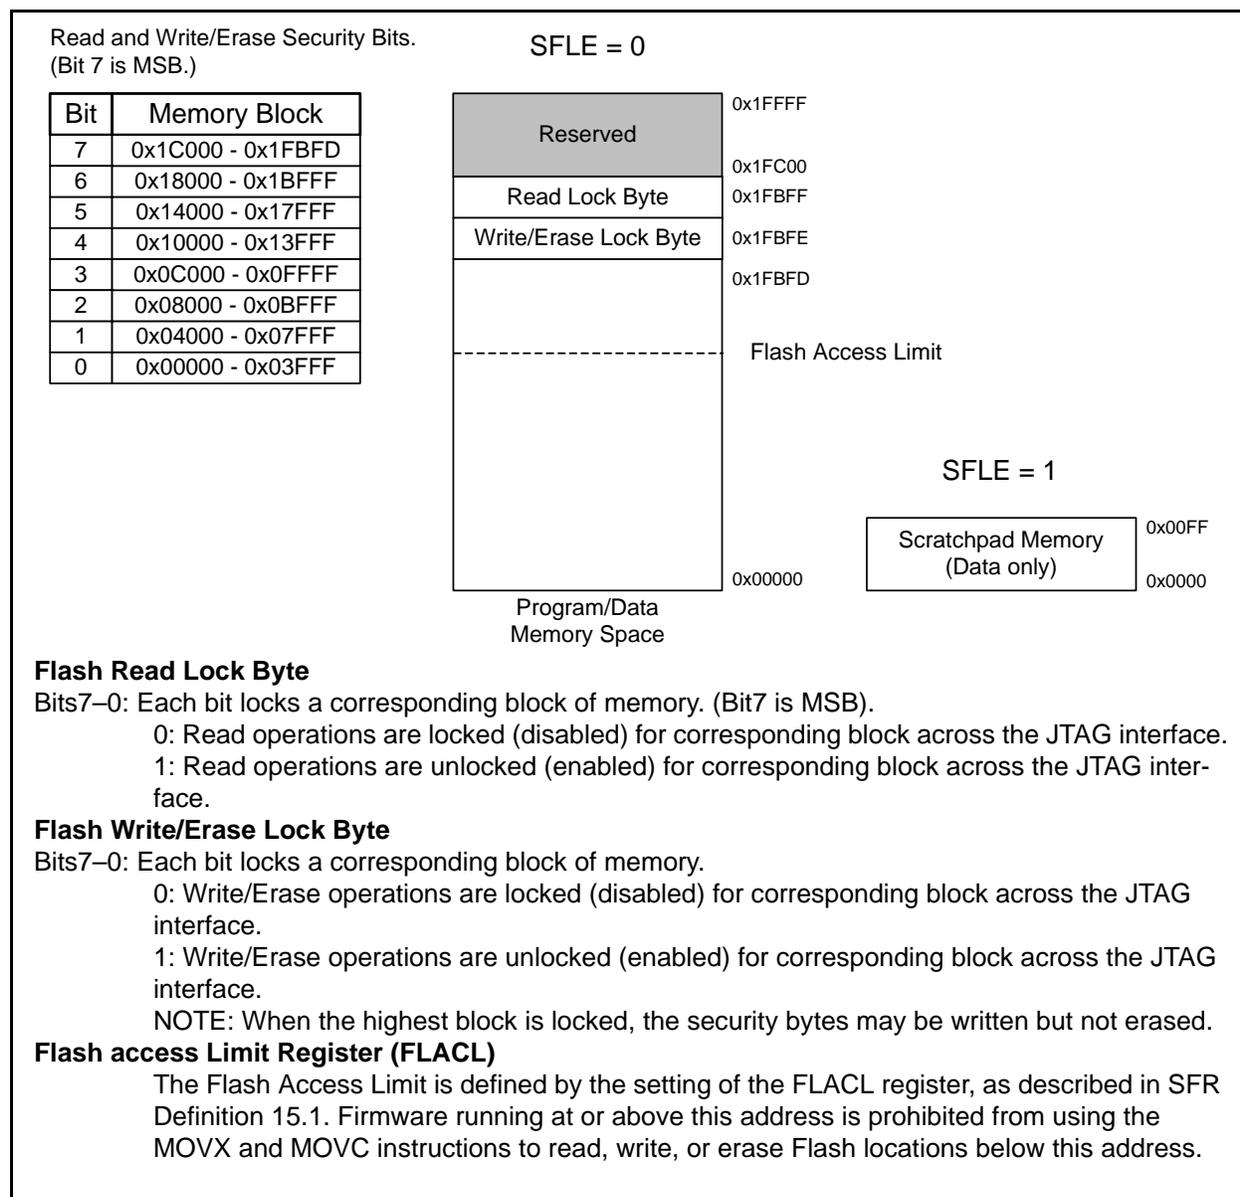 Read and Write/Erase Security Bits.
(Bit 7 is MSB.)
Bit Memory Block
7 0x1C000 - 0x1FBFD
6 0x18000 - 0x1BFFF
5 0x14000 - 0x17FFF
4 0x10000 - 0x13FFF
3 0x0C000 - 0x0FFFF
2 0x08000 - 0x0BFFF
1 0x04000 - 0x07FFF
0 0x00000 - 0x03FFF
SFLE = 0
Reserved
0x1FFFF
0x1FC00
Read Lock Byte 0x1FBFF
Write/Erase Lock Byte 0x1FBFE
0x1FBFD
Flash Access Limit
0x00000
Program/Data
Memory Space
SFLE = 1
Scratchpad Memory
(Data only)
0x00FF
0x0000
Flash Read Lock Byte
Bits7–0: Each bit locks a corresponding block of memory. (Bit7 is MSB).
0: Read operations are locked (disabled) for corresponding block across the JTAG interface.
1: Read operations are unlocked (enabled) for corresponding block across the JTAG inter-
face.
Flash Write/Erase Lock Byte
Bits7–0: Each bit locks a corresponding block of memory.
0: Write/Erase operations are locked (disabled) for corresponding block across the JTAG
interface.
1: Write/Erase operations are unlocked (enabled) for corresponding block across the JTAG
interface.
NOTE: When the highest block is locked, the security bytes may be written but not erased.
Flash access Limit Register (FLACL)
The Flash Access Limit is defined by the setting of the FLACL register, as described in SFR
Definition 15.1. Firmware running at or above this address is prohibited from using the
MOVX and MOVC instructions to read, write, or erase Flash locations below this address.